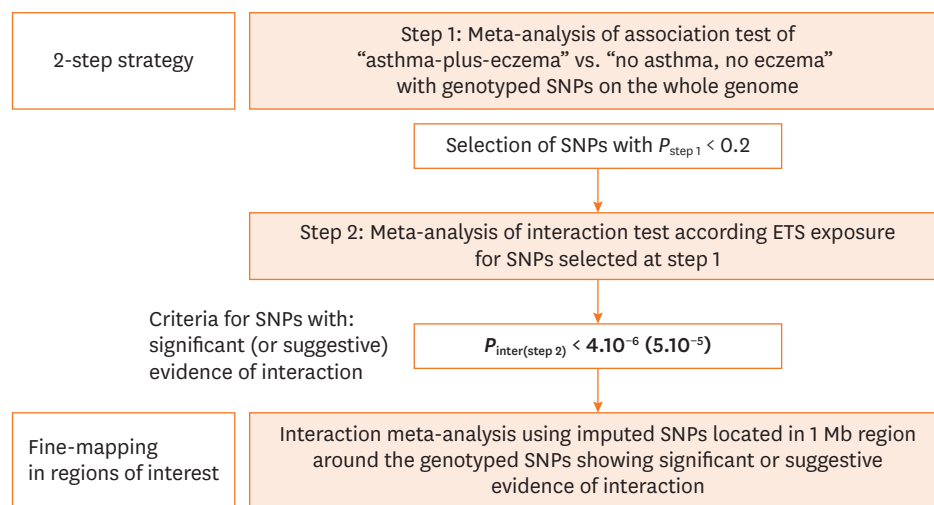 2-step strategy
Step 1: Meta-analysis of association test of
“asthma-plus-eczema” vs. “no asthma, no eczema”
with genotyped SNPs on the whole genome
Selection of SNPs with P step 1 < 0.2
Step 2: Meta-analysis of interaction test according ETS exposure
for SNPs selected at step 1
Criteria for SNPs with:
significant (or suggestive)
evidence of interaction
P inter(step 2) < 4.10⁻⁶ (5.10⁻⁵)
Fine-mapping
in regions of interest
Interaction meta-analysis using imputed SNPs located in 1 Mb region
around the genotyped SNPs showing significant or suggestive
evidence of interaction